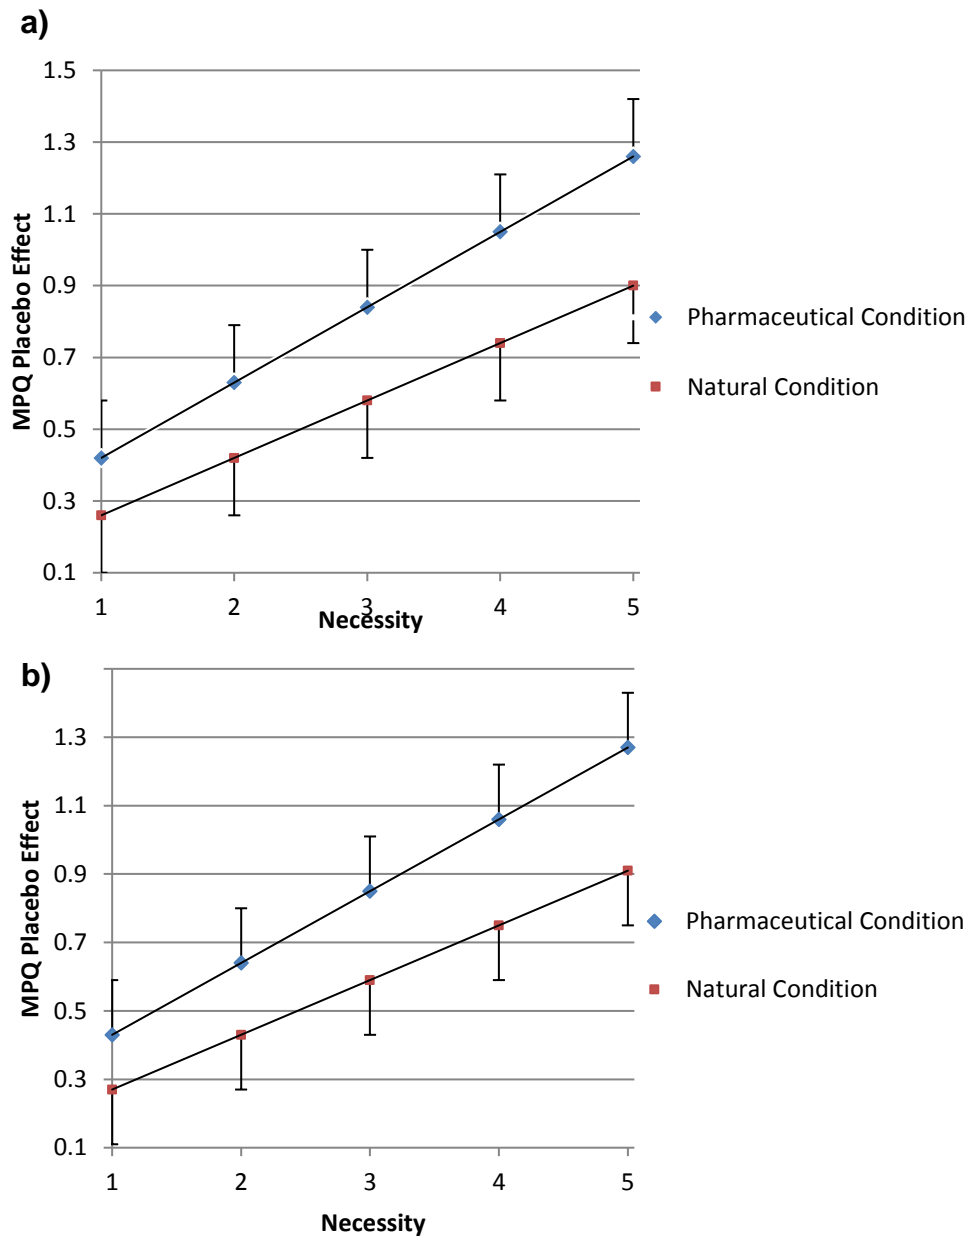 a)
1.5
1.3
1.1
0.9
0.7
0.5
0.3
0.1
MPQ Placebo Effect
1 2 3 4 5
Necessity
Pharmaceutical Condition
Natural Condition
b)
1.3
1.1
0.9
0.7
0.5
0.3
0.1
MPQ Placebo Effect
1 2 3 4 5
Necessity
Pharmaceutical Condition
Natural Condition